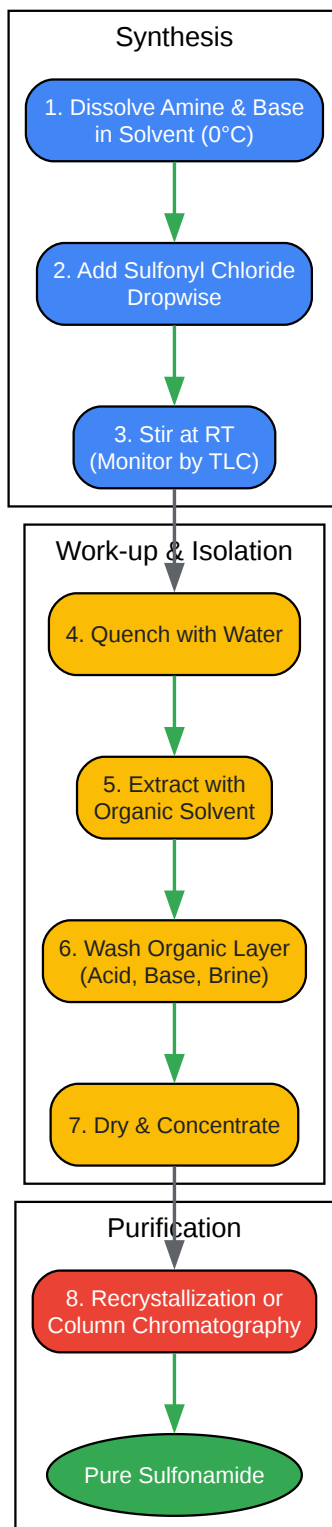 Synthesis
1. Dissolve Amine & Base
in Solvent (0°C)
2. Add Sulfonyl Chloride
Dropwise
3. Stir at RT
(Monitor by TLC)
Work-up & Isolation
4. Quench with Water
5. Extract with
Organic Solvent
6. Wash Organic Layer
(Acid, Base, Brine)
7. Dry & Concentrate
Purification
8. Recrystallization or
Column Chromatography
Pure Sulfonamide